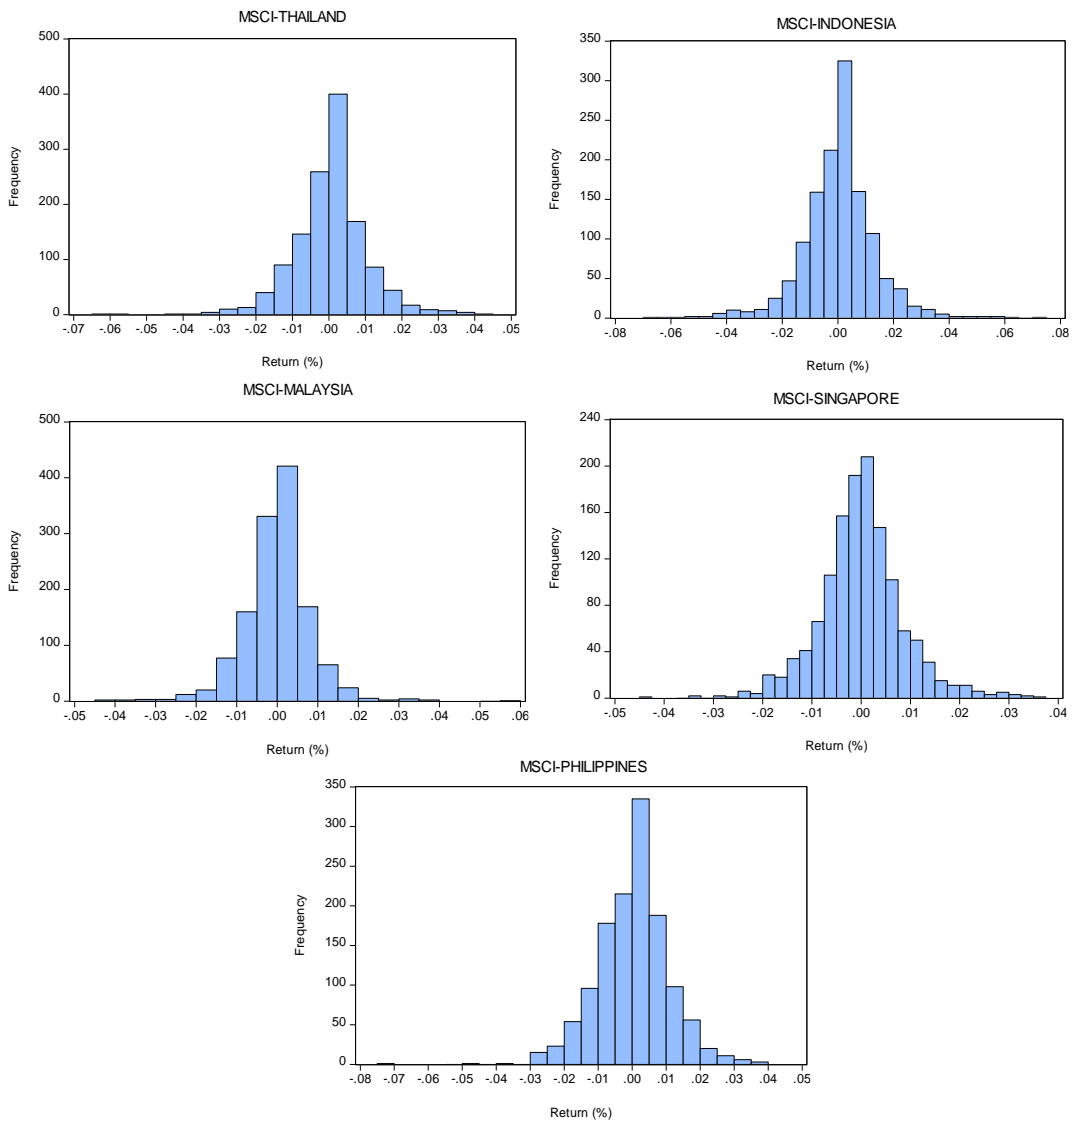 MSCI-THAILAND
500
400
300
200
100
0
Frequency
-.07 -.06 -.05 -.04 -.03 -.02 -.01 .00 .01 .02 .03 .04 .05
Return (%)
MSCI-INDONESIA
350
300
250
200
150
100
50
0
Frequency
-.08 -.06 -.04 -.02 .00 .02 .04 .06 .08
Return (%)
MSCI-MALAYSIA
500
400
300
200
100
0
Frequency
-.05 -.04 -.03 -.02 -.01 .00 .01 .02 .03 .04 .05 .06
Return (%)
MSCI-SINGAPORE
240
200
160
120
80
40
0
Frequency
-.05 -.04 -.03 -.02 -.01 .00 .01 .02 .03 .04
Return (%)
MSCI-PHILIPPINES
350
300
250
200
150
100
50
0
Frequency
-.08 -.07 -.06 -.05 -.04 -.03 -.02 -.01 .00 .01 .02 .03 .04 .05
Return (%)